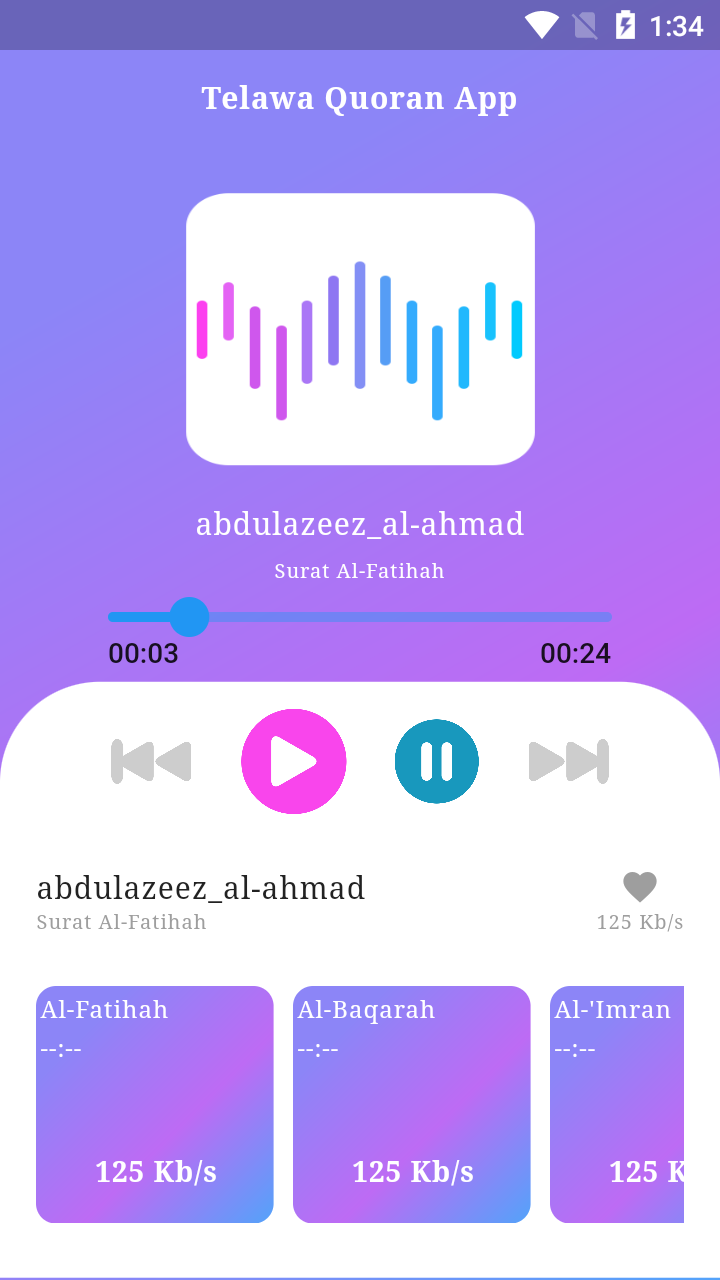 1:34
Telawa Quoran App
abdulazeez_al-ahmad
Surat Al-Fatihah
00:03 00:24
abdulazeez_al-ahmad
Surat Al-Fatihah 125 Kb/s
Al-Fatihah Al-Baqarah Al-'Imran
--:-- --:-- --:--
125 Kb/s 125 Kb/s 125 K